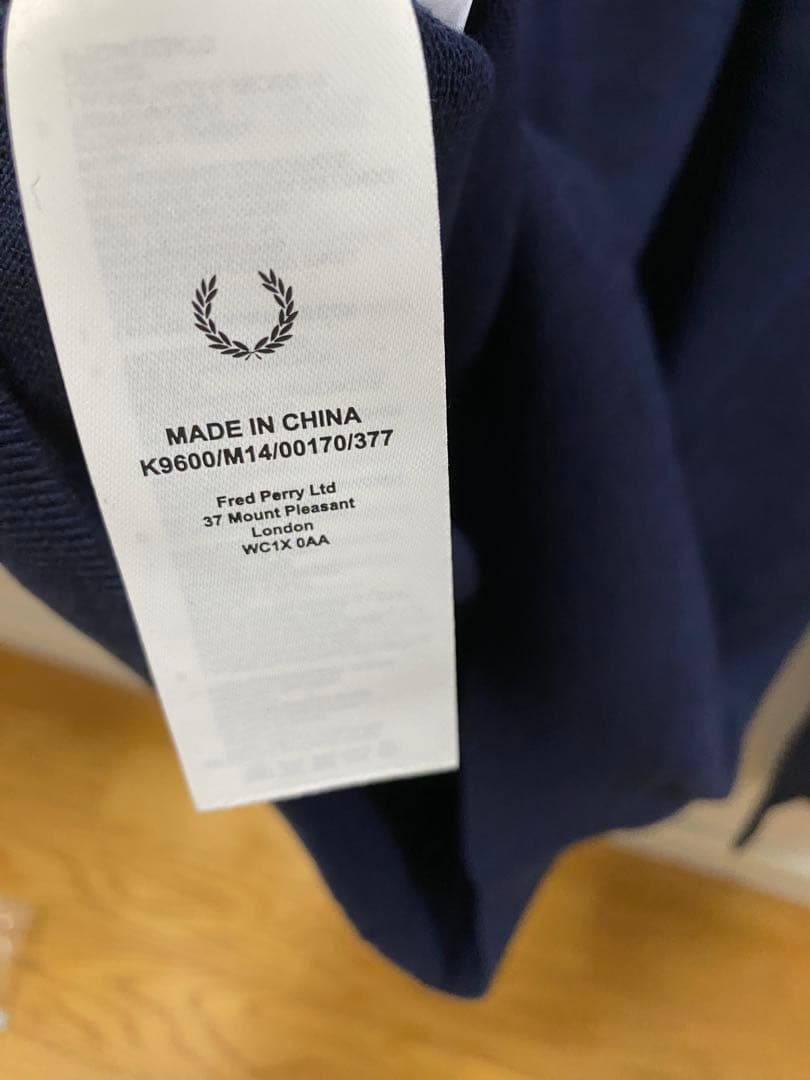 MADE IN CHINA
K9600/M14/00170/377
Fred Perry Ltd
37 Mount Pleasant
London
WC1X 0AA